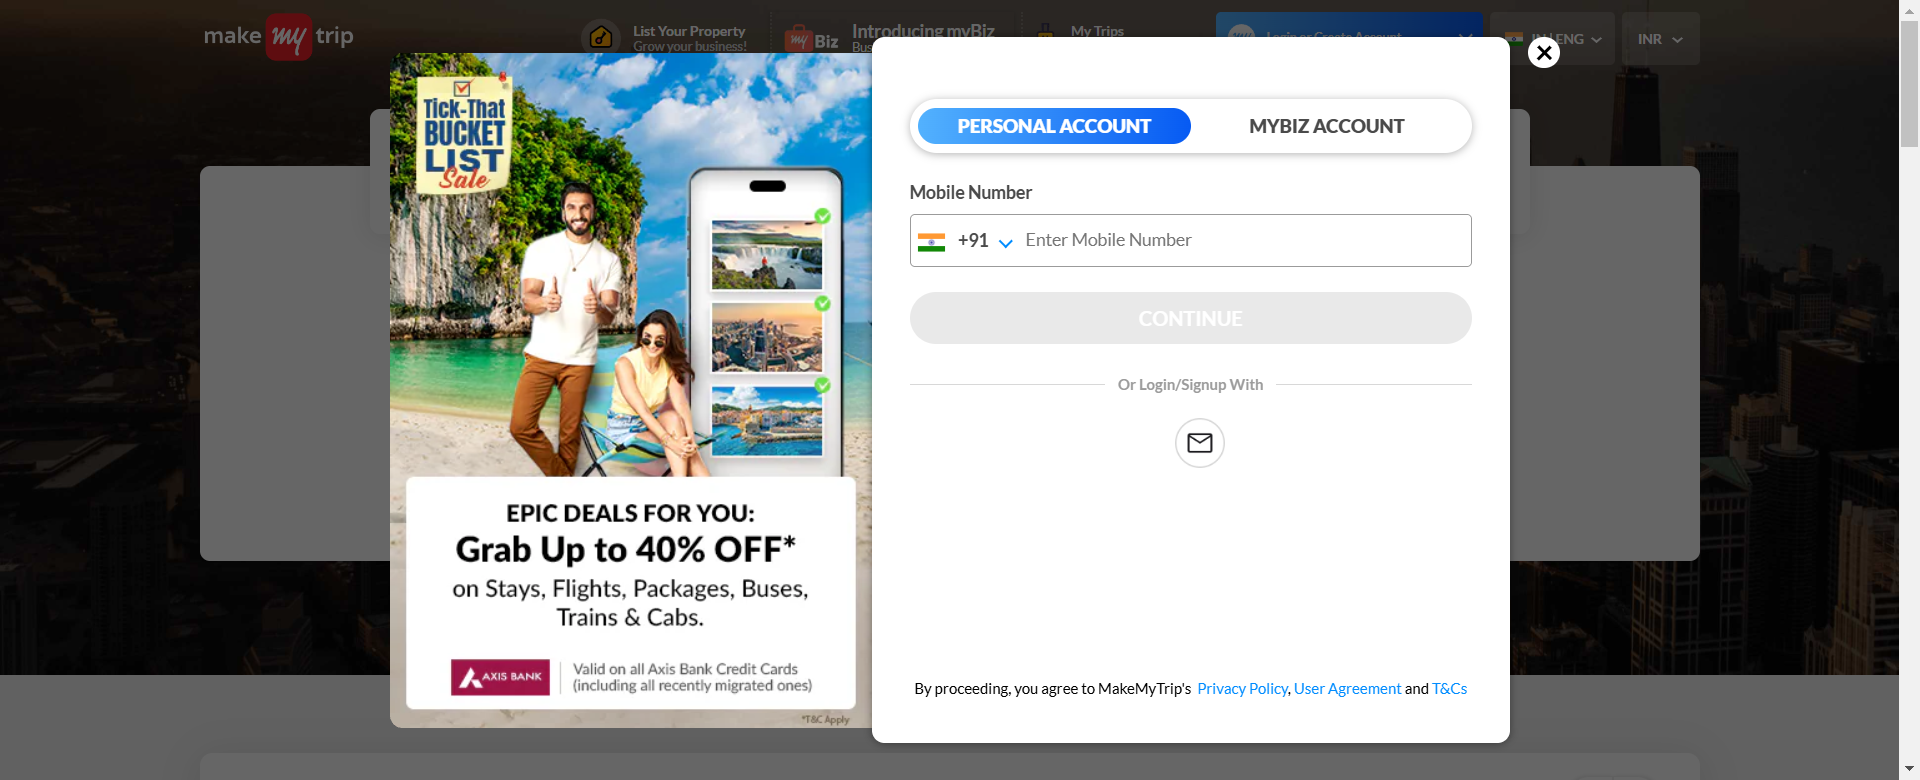 make my trip
List Your Property
Grow your business!
my Biz
Introducing myBiz
My Trips
Login or Create Account
IN | ENG
INR
Tick-That
BUCKET
LIST
Sale
EPIC DEALS FOR YOU:
Grab Up to 40% OFF*
on Stays, Flights, Packages, Buses,
Trains & Cabs.
AXIS BANK
Valid on all Axis Bank Credit Cards
(including all recently migrated ones)
*T&C Apply
PERSONAL ACCOUNT
MYBIZ ACCOUNT
Mobile Number
+91
Enter Mobile Number
CONTINUE
Or Login/Signup With
By proceeding, you agree to MakeMyTrip's Privacy Policy, User Agreement and T&Cs